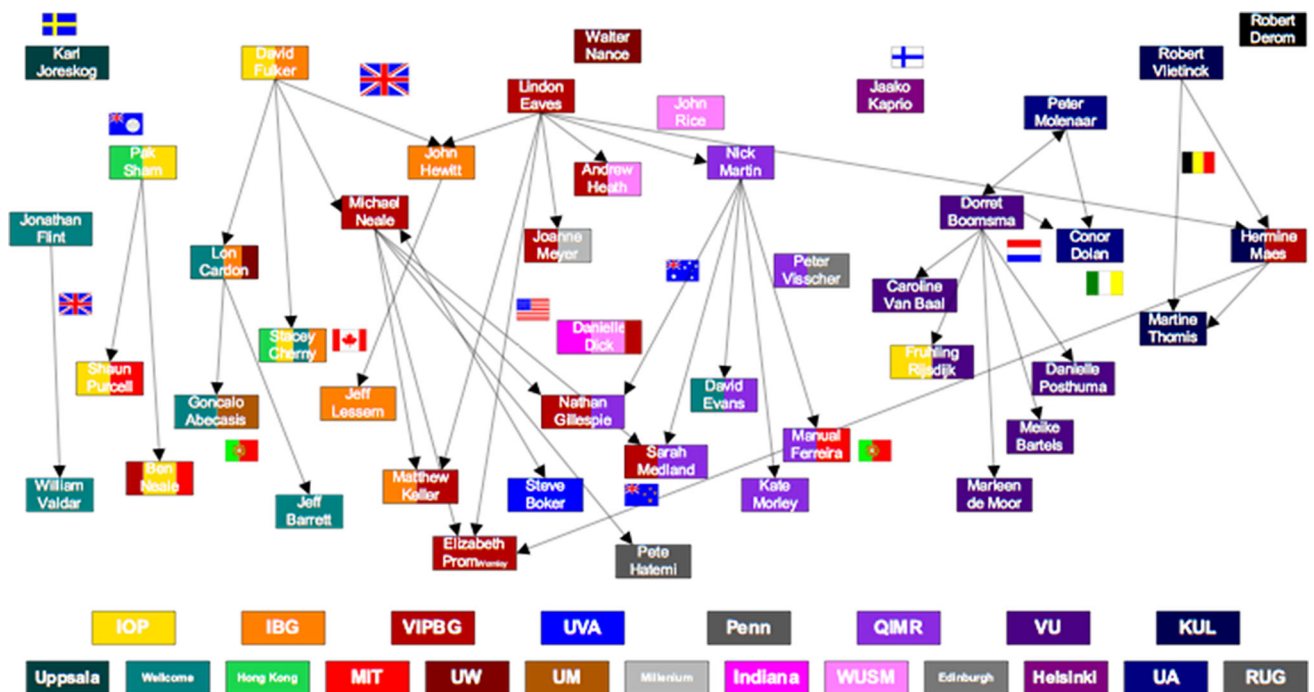 Karl
Joreskog
David
Fulker
Walter
Nance
Robert
Derom
Lindon
Eaves
John
Rice
Jaako
Kaprio
Robert
Vlietinck
Peter
Molenaar
Pak
Sham
John
Hewitt
Andrew
Heath
Nick
Martin
Jonathan
Flint
Michael
Neale
Dorret
Boomsma
Lon
Cardon
Joanne
Meyer
Peter
Visscher
Conor
Dolan
Hermine
Maes
Caroline
Van Baal
Stacey
Cherny
Danielle
Dick
Martine
Thomis
Shaun
Purcell
Fruhling
Rijsdijk
Danielle
Posthuma
Goncalo
Abecasis
Jeff
Lessem
Nathan
Gillespie
David
Evans
Manual
Ferreira
Meike
Bartels
William
Valdar
Ben
Neale
Sarah
Medland
Matthew
Keller
Steve
Boker
Kate
Morley
Marleen
de Moor
Jeff
Barrett
Elizabeth
PromWormley
Pete
Hatemi
IOP IBG VIPBG UVA Penn QIMR VU KUL
Uppsala Wellcome Hong Kong MIT UW UM Millenium Indiana WUSM Edinburgh Helsinki UA RUG